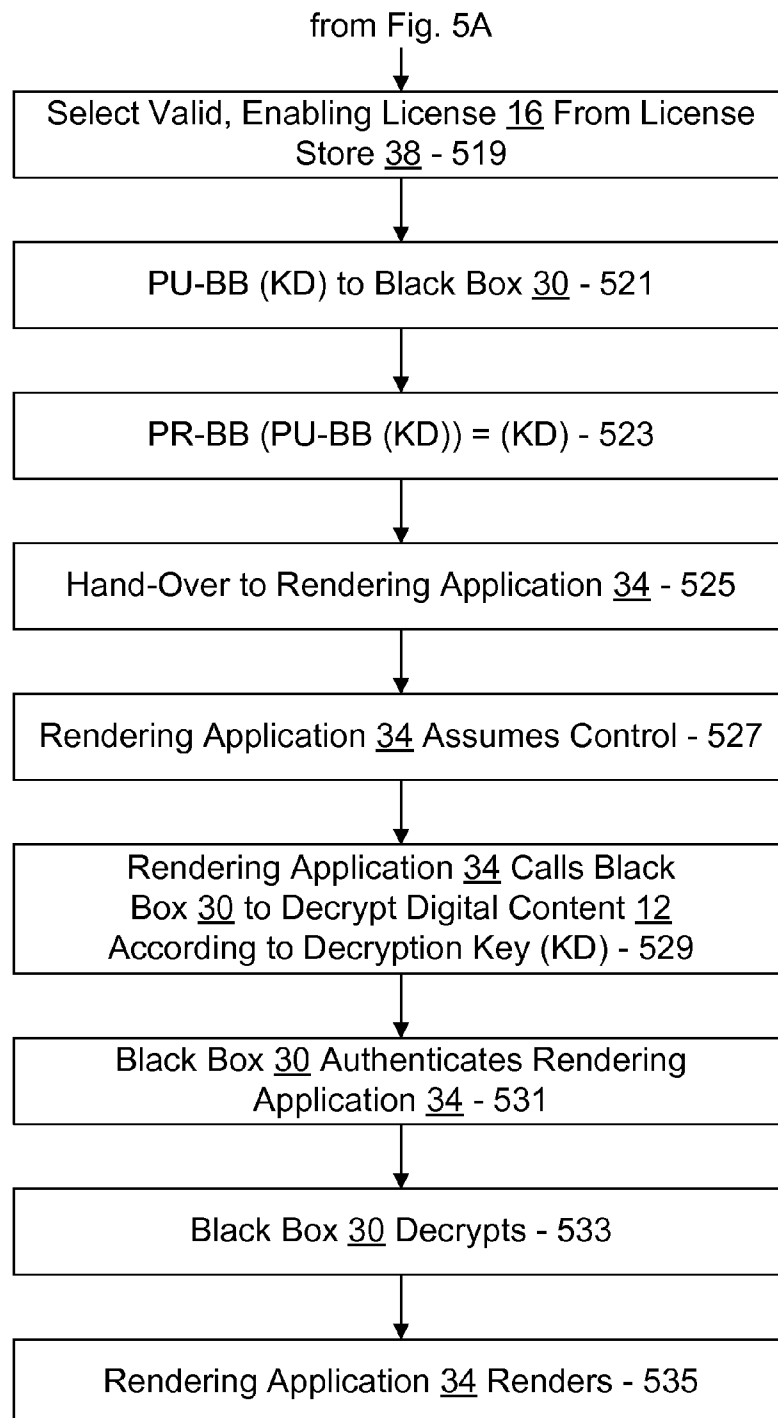 from Fig. 5A
Select Valid, Enabling License 16 From License
Store 38 - 519
PU-BB (KD) to Black Box 30 - 521
PR-BB (PU-BB (KD)) = (KD) - 523
Hand-Over to Rendering Application 34 - 525
Rendering Application 34 Assumes Control - 527
Rendering Application 34 Calls Black
Box 30 to Decrypt Digital Content 12
According to Decryption Key (KD) - 529
Black Box 30 Authenticates Rendering
Application 34 - 531
Black Box 30 Decrypts - 533
Rendering Application 34 Renders - 535